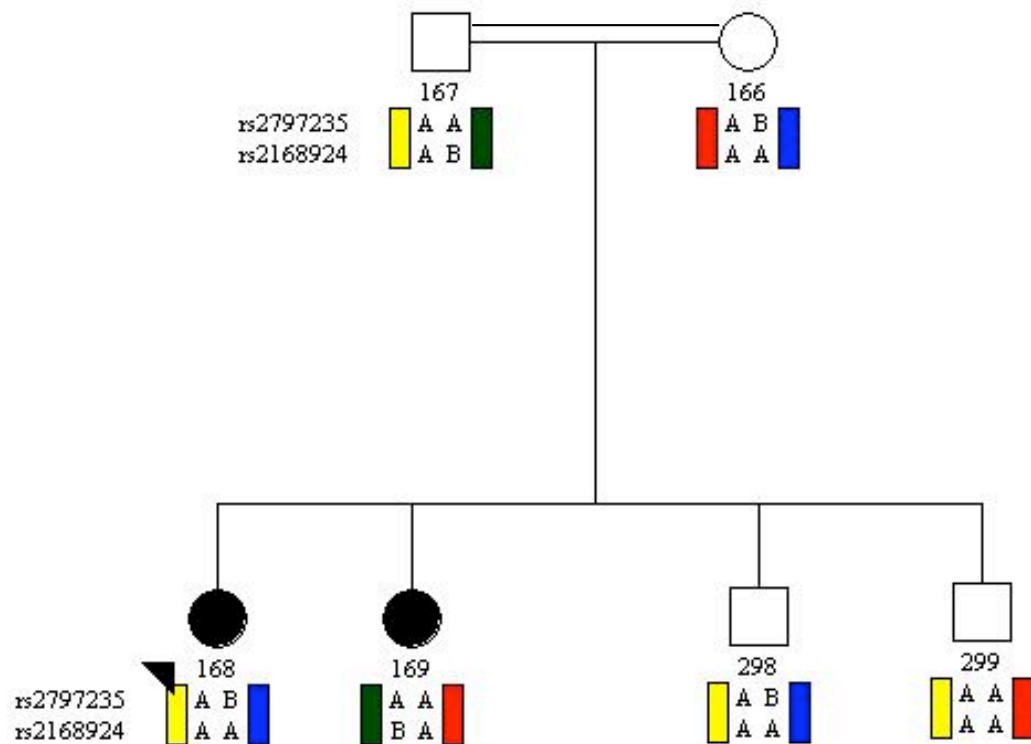 167 166
rs2797235 A A A B
rs2168924 A B A A
168 169 298 299
rs2797235 A B A A A B A A
rs2168924 A A B A A A A A